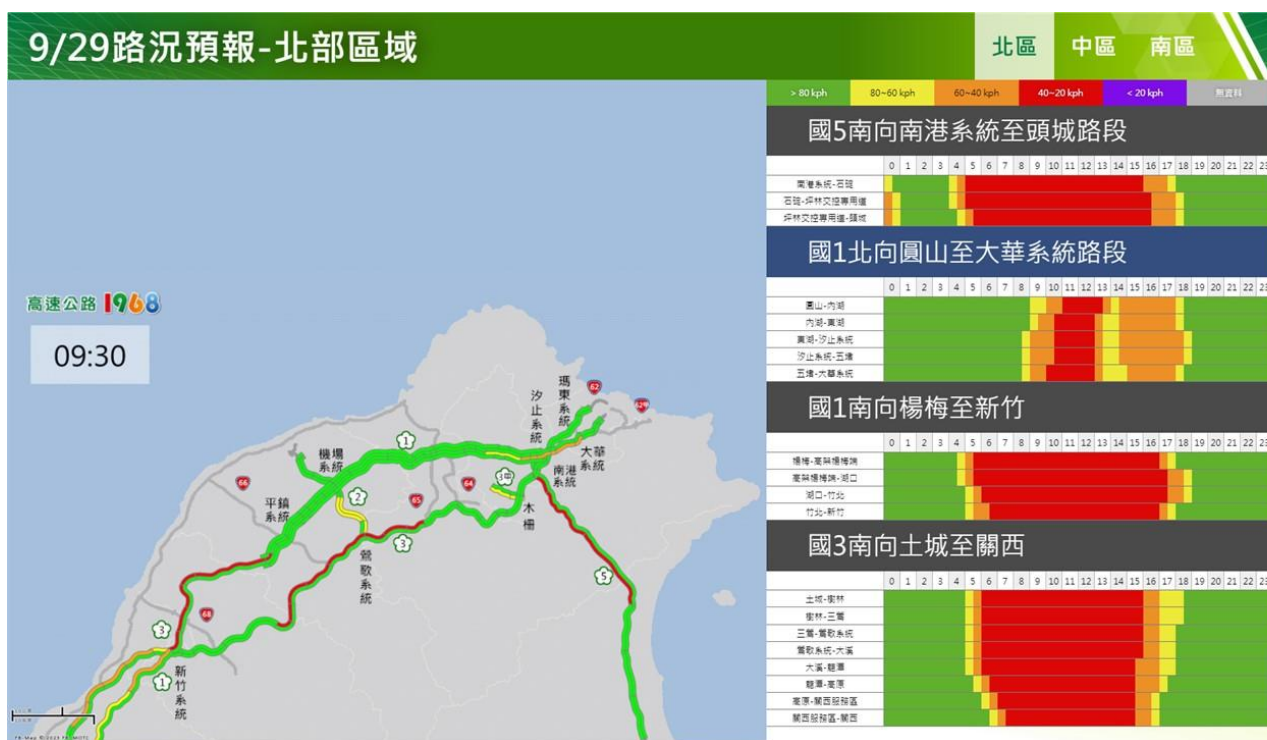 9/29路況預報-北部區域
北區 中區 南區
> 80 kph 80~60 kph 60~40 kph 40~20 kph < 20 kph 無資料
國5南向南港系統至頭城路段
0 1 2 3 4 5 6 7 8 9 10 11 12 13 14 15 16 17 18 19 20 21 22 23
南港系統-石碇
石碇-坪林交控專用道
坪林交控專用道-頭城
國1北向圓山至大華系統路段
0 1 2 3 4 5 6 7 8 9 10 11 12 13 14 15 16 17 18 19 20 21 22 23
圓山-內湖
內湖-東湖
東湖-汐止系統
汐止系統-五堵
五堵-大華系統
國1南向楊梅至新竹
0 1 2 3 4 5 6 7 8 9 10 11 12 13 14 15 16 17 18 19 20 21 22 23
楊梅-高架楊梅端
高架楊梅端-湖口
湖口-竹北
竹北-新竹
國3南向土城至關西
0 1 2 3 4 5 6 7 8 9 10 11 12 13 14 15 16 17 18 19 20 21 22 23
土城-樹林
樹林-三鶯
三鶯-鶯歌系統
鶯歌系統-大溪
大溪-龍潭
龍潭-高原
高原-關西服務區
關西服務區-關西
高速公路1968
09:30
瑪東系統
62
62甲
汐止系統
大華系統
1
機場系統
南港系統
3甲
64
66
2
65
平鎮系統
木柵
3
鶯歌系統
5
68
3
1
新竹系統